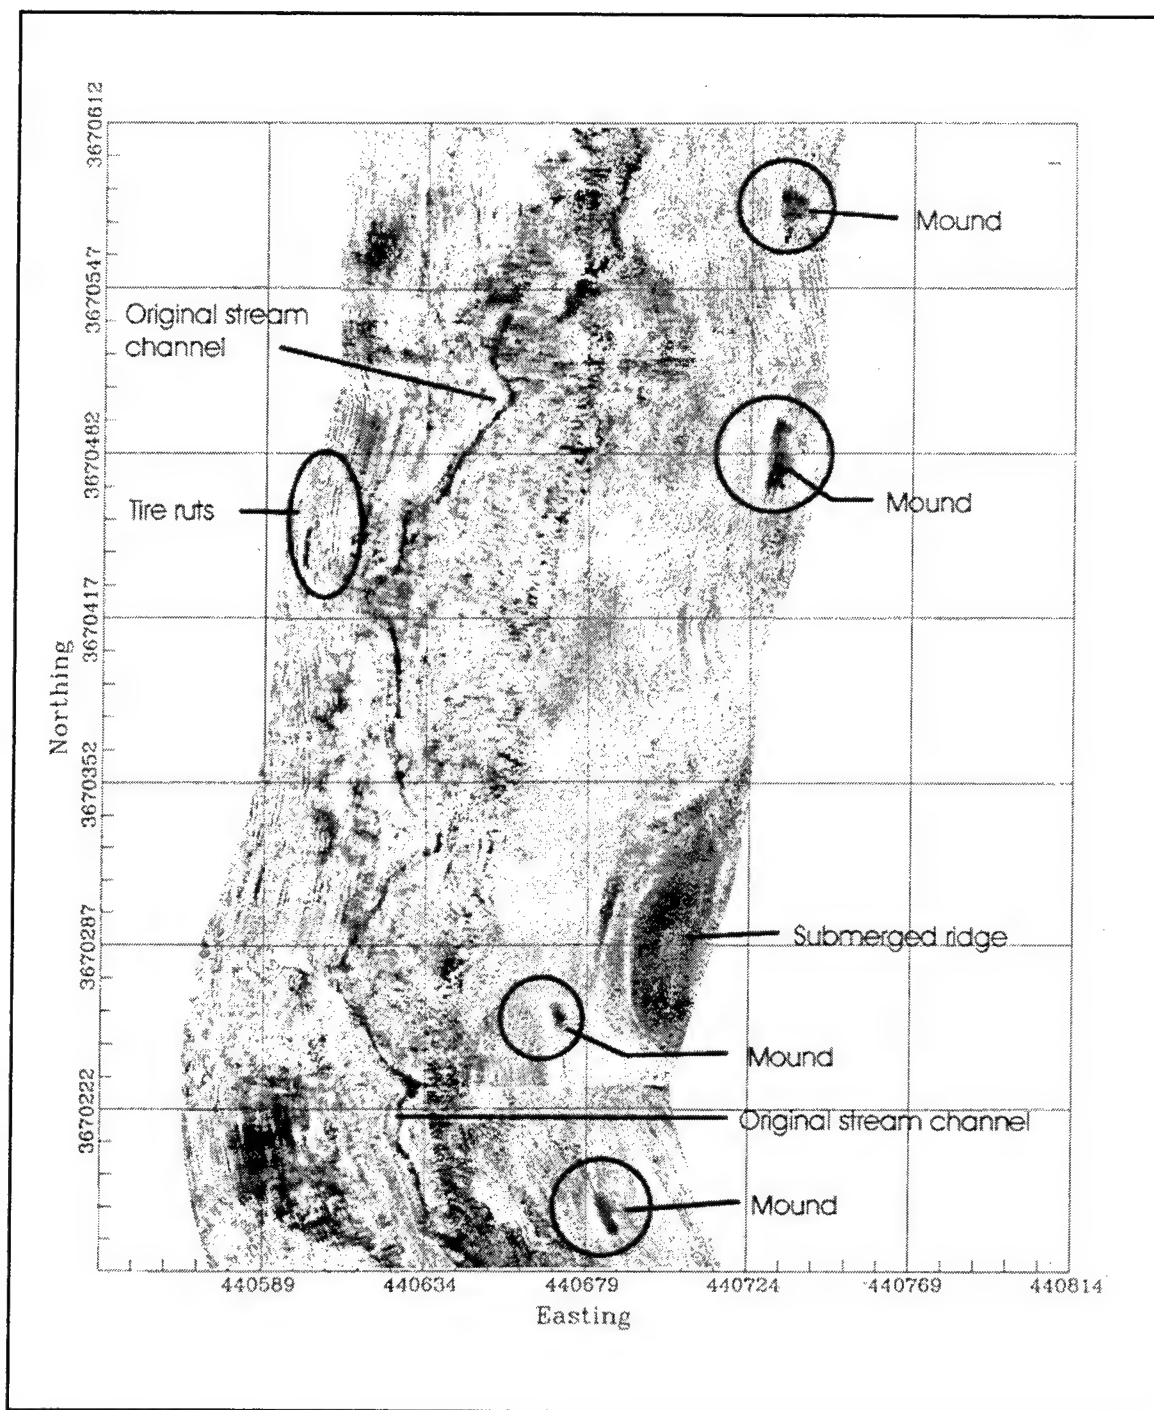 3670612
Mound
3670547
Original stream
channel
3670482
Tire ruts
Mound
3670417
Northing
3670352
3670287
Submerged ridge
Mound
3670222
Original stream channel
Mound
440589 440634 440679 440724 440769 440814
Easting